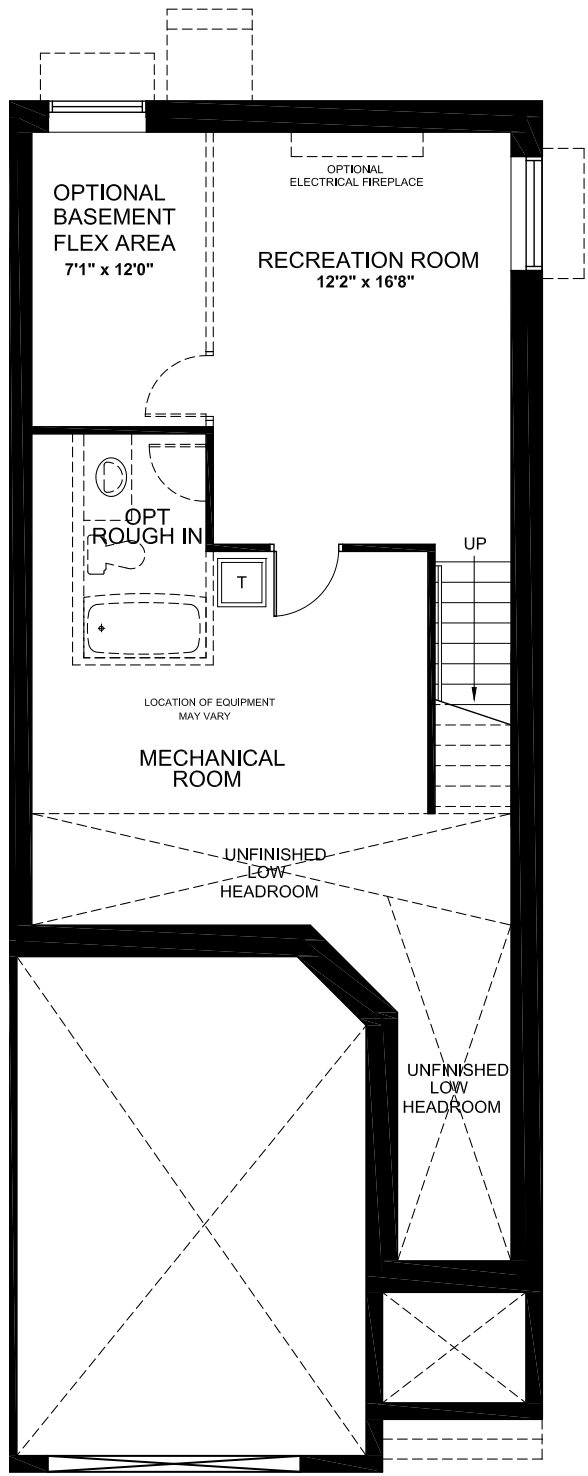 OPTIONAL
ELECTRICAL FIREPLACE
OPTIONAL
BASEMENT
FLEX AREA
7'1" x 12'0"
RECREATION ROOM
12'2" x 16'8"
OPT
ROUGH IN
UP
T
LOCATION OF EQUIPMENT
MAY VARY
MECHANICAL
ROOM
UNFINISHED
LOW
HEADROOM
UNFINISHED
LOW
HEADROOM